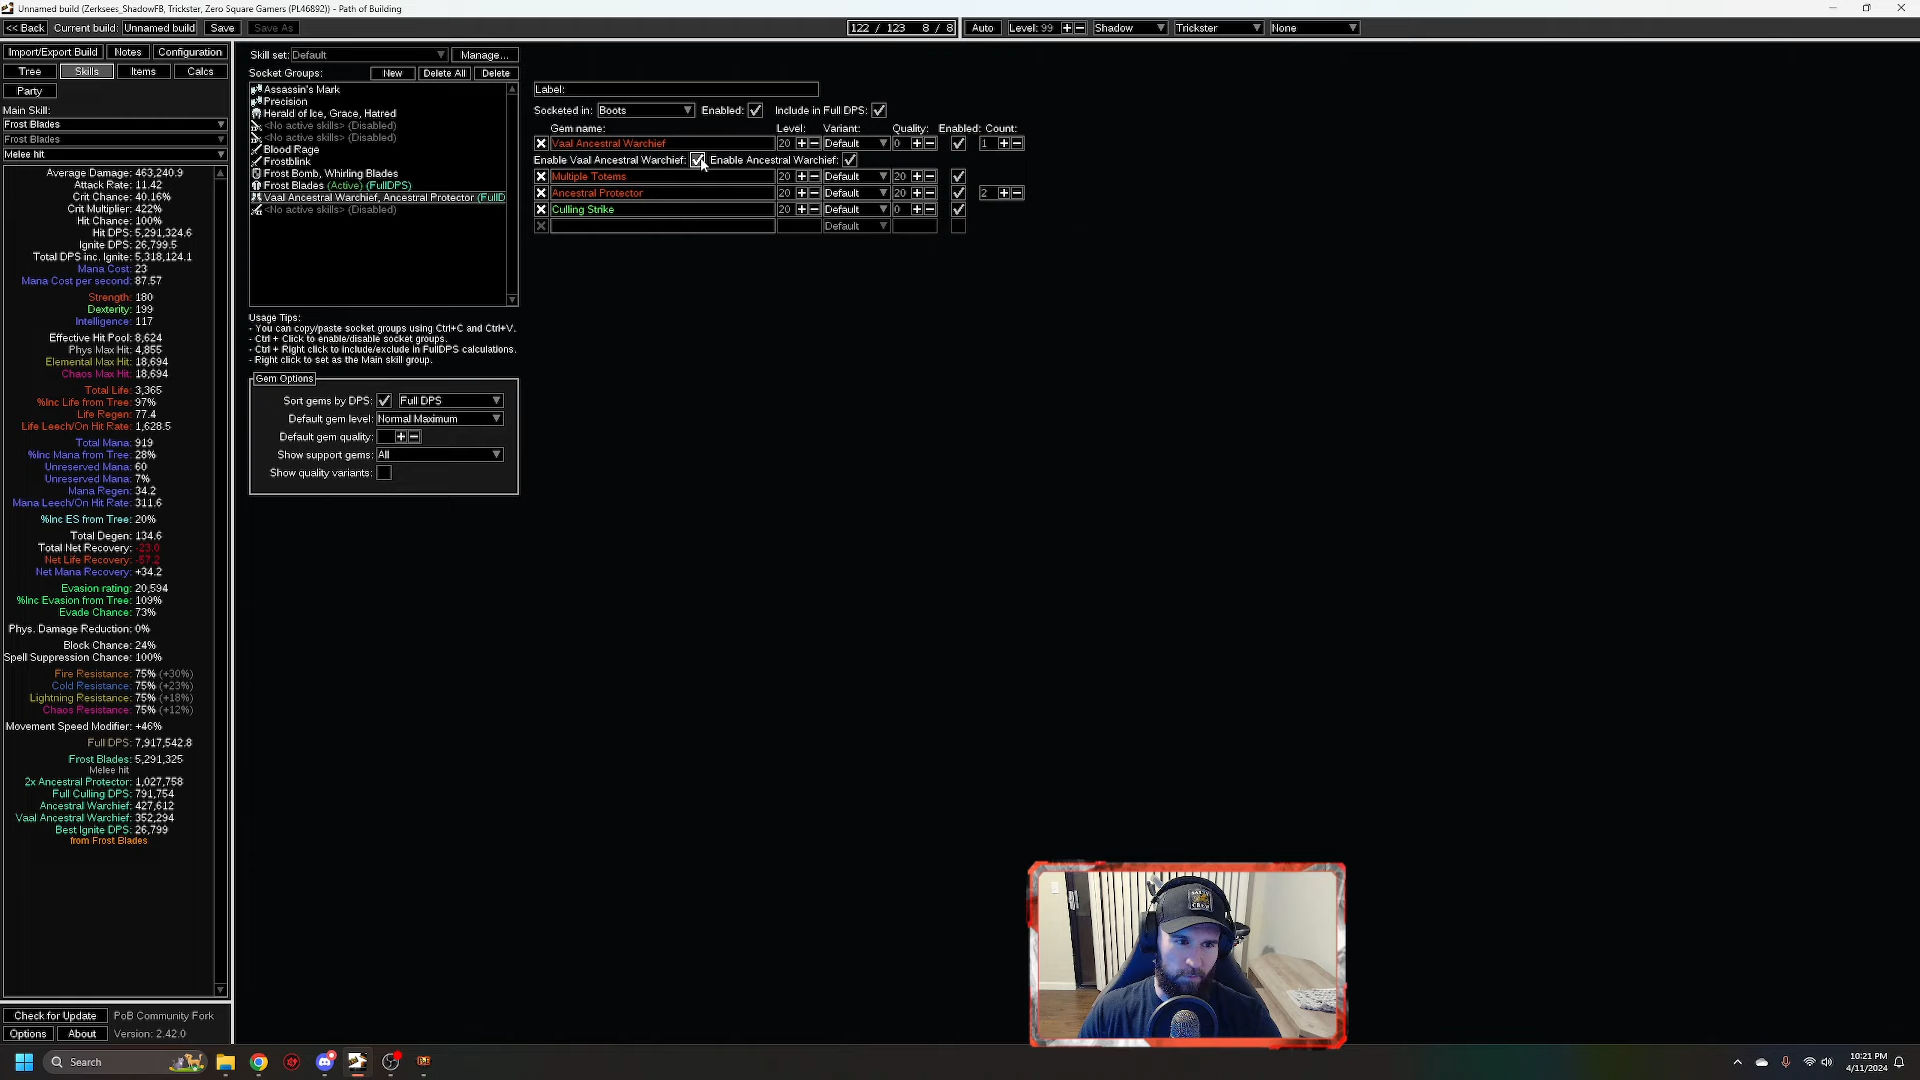 Unnamed build (Zerksees_ShadowFB, Trickster, Zero Square Gamers (PL46892)) - Path of Building
<< Back Current build: Unnamed build Save Save As 122 / 123 8 / 8 Auto Level: 99 + - Shadow Trickster None
Import/Export Build Notes Configuration
Tree Skills Items Calcs
Party
Main Skill:
Frost Blades
Frost Blades
Melee hit
Average Damage: 463,240.9
Attack Rate: 11.42
Crit Chance: 40.16%
Crit Multiplier: 422%
Hit Chance: 100%
Hit DPS: 5,291,324.6
Ignite DPS: 26,799.5
Total DPS inc. Ignite: 5,318,124.1
Mana Cost: 23
Mana Cost per second: 87.57
Strength: 180
Dexterity: 199
Intelligence: 117
Effective Hit Pool: 8,624
Phys Max Hit: 4,855
Elemental Max Hit: 18,694
Chaos Max Hit: 18,694
Total Life: 3,365
%Inc Life from Tree: 97%
Life Regen: 77.4
Life Leech/On Hit Rate: 1,628.5
Total Mana: 919
%Inc Mana from Tree: 28%
Unreserved Mana: 60
Unreserved Mana: 7%
Mana Regen: 34.2
Mana Leech/On Hit Rate: 311.6
%Inc ES from Tree: 20%
Total Degen: 134.6
Total Net Recovery: -23.0
Net Life Recovery: -57.2
Net Mana Recovery: +34.2
Evasion rating: 20,594
%Inc Evasion from Tree: 109%
Evade Chance: 73%
Phys. Damage Reduction: 0%
Block Chance: 24%
Spell Suppression Chance: 100%
Fire Resistance: 75% (+30%)
Cold Resistance: 75% (+23%)
Lightning Resistance: 75% (+18%)
Chaos Resistance: 75% (+12%)
Movement Speed Modifier: +46%
Full DPS: 7,917,542.8
Frost Blades: 5,291,325
Melee hit
2x Ancestral Protector: 1,027,758
Full Culling DPS: 791,754
Ancestral Warchief: 427,612
Vaal Ancestral Warchief: 352,294
Best Ignite DPS: 26,799
from Frost Blades
Check for Update PoB Community Fork
Options About Version: 2.42.0
Skill set: Default Manage...
Socket Groups: New Delete All Delete
Assassin's Mark
Precision
Herald of Ice, Grace, Hatred
<No active skills> (Disabled)
<No active skills> (Disabled)
Blood Rage
Frostblink
Frost Bomb, Whirling Blades
Frost Blades (Active) (FullDPS)
Vaal Ancestral Warchief, Ancestral Protector (FullD
<No active skills> (Disabled)
Usage Tips:
- You can copy/paste socket groups using Ctrl+C and Ctrl+V.
- Ctrl + Click to enable/disable socket groups.
- Ctrl + Right click to include/exclude in FullDPS calculations.
- Right click to set as the Main skill group.
Gem Options
Sort gems by DPS: Full DPS
Default gem level: Normal Maximum
Default gem quality: + -
Show support gems: All
Show quality variants:
Label:
Socketed in: Boots Enabled: Include in Full DPS:
Gem name: Level: Variant: Quality: Enabled: Count:
Vaal Ancestral Warchief 20 + - Default 0 + - 1 + -
Enable Vaal Ancestral Warchief: Enable Ancestral Warchief:
Multiple Totems 20 + - Default 20 + -
Ancestral Protector 20 + - Default 20 + - 2 + -
Culling Strike 20 + - Default 0 + -
Default
Search
10:21 PM
4/11/2024